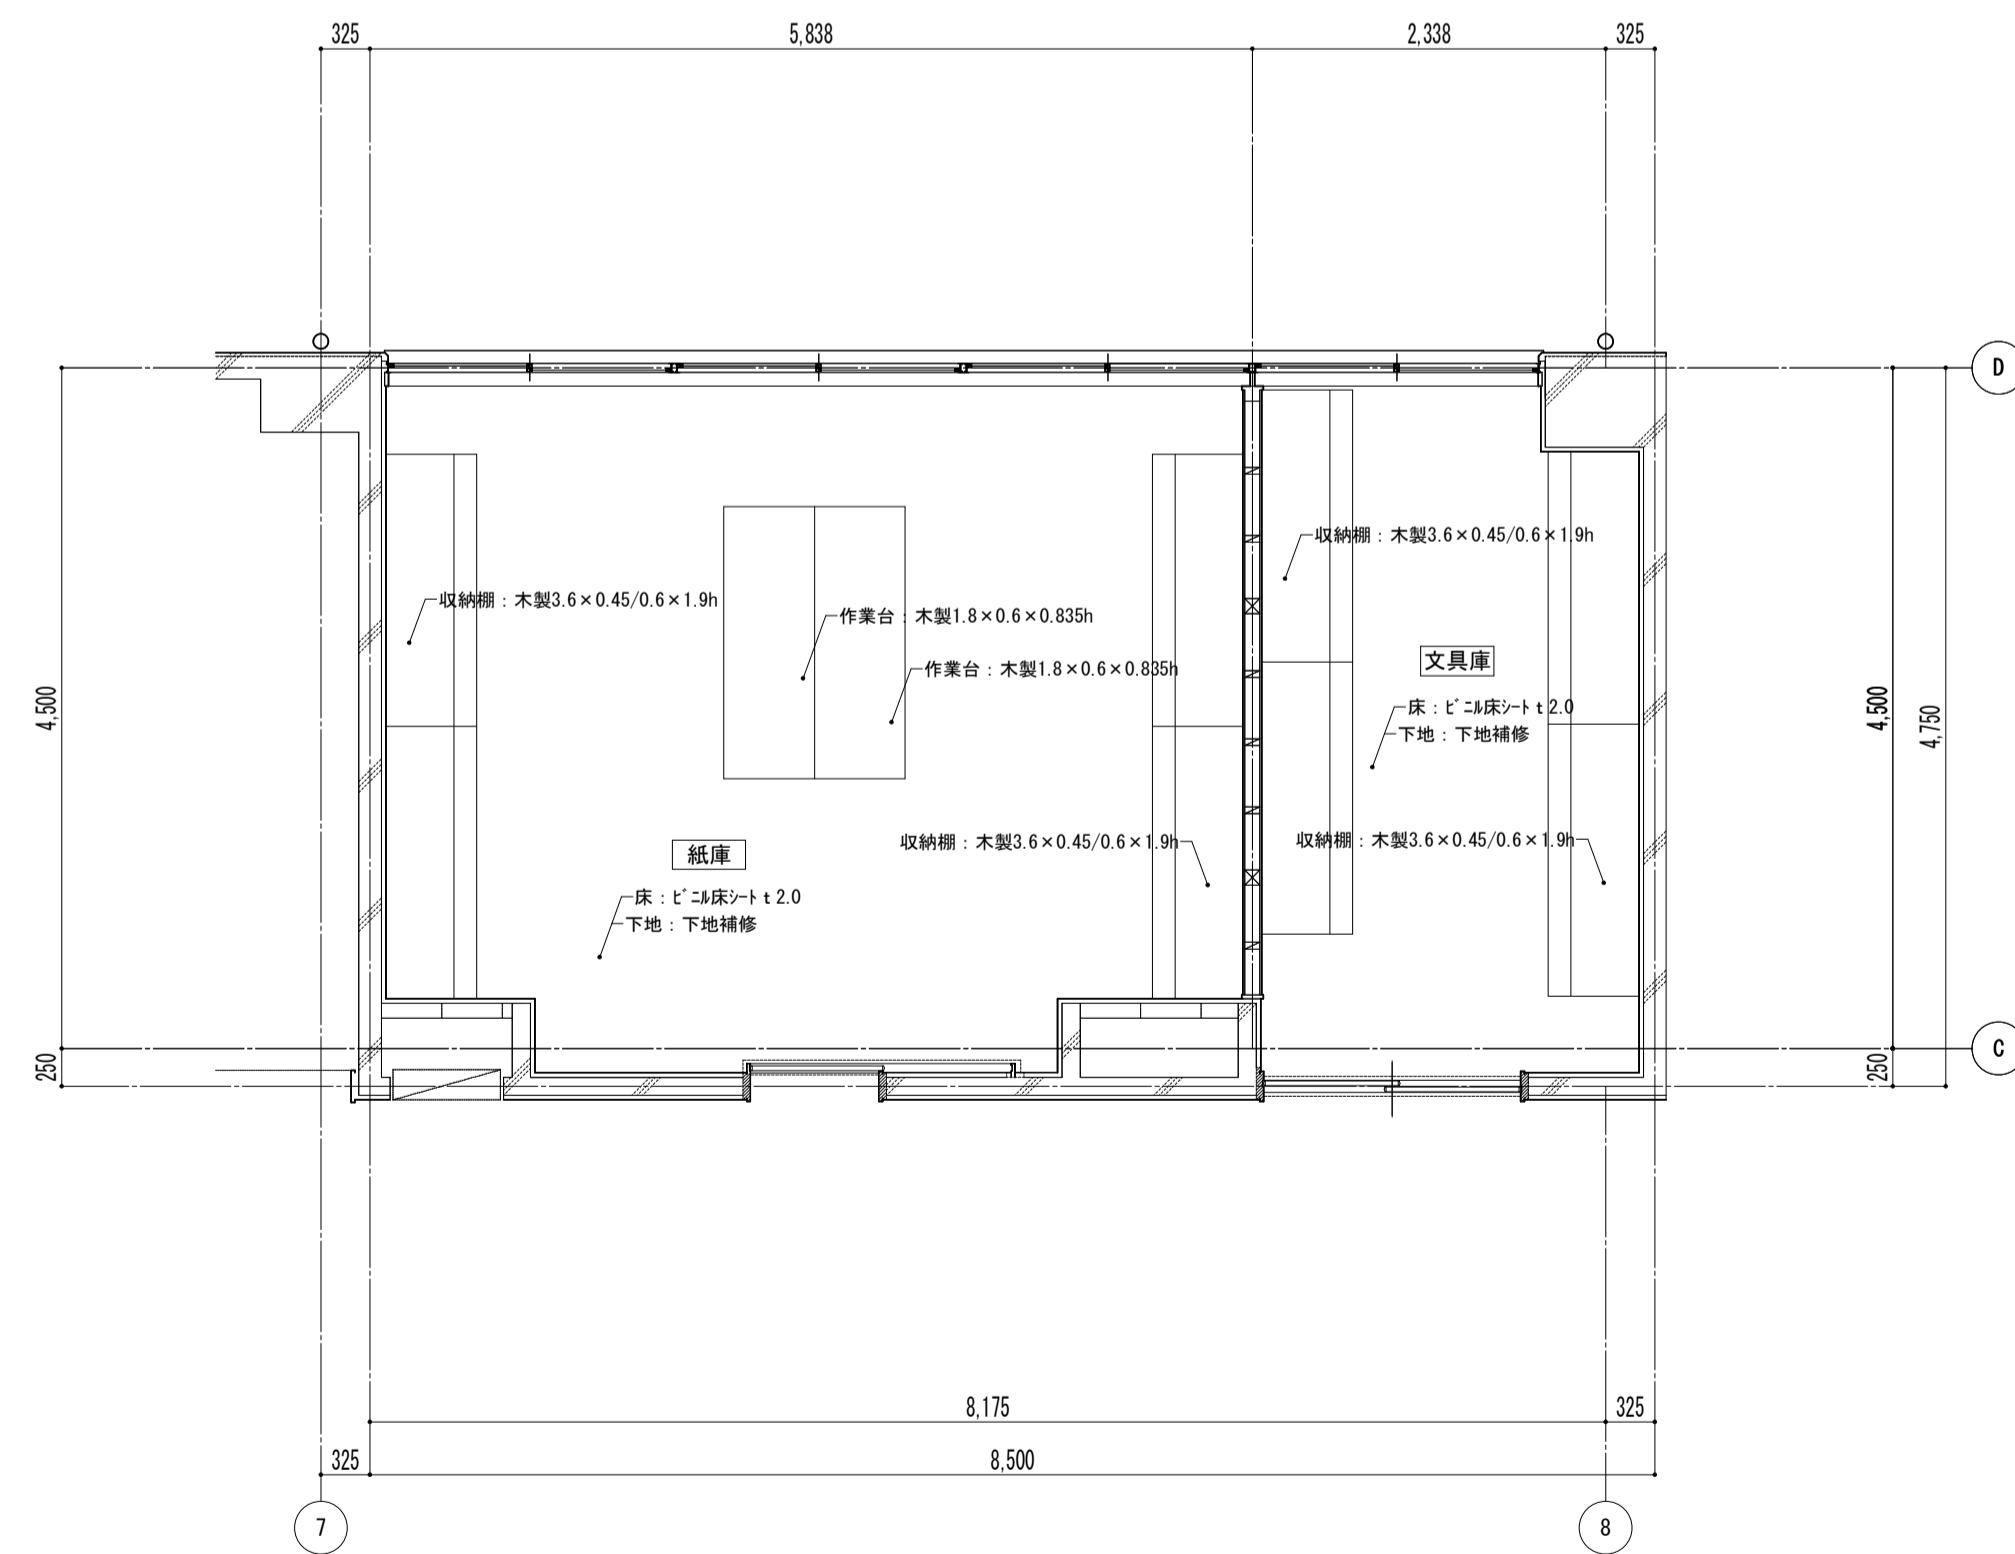 325
5,838
2,338
325
D
収納棚：木製3.6×0.45/0.6×1.9h
収納棚：木製3.6×0.45/0.6×1.9h
作業台：木製1.8×0.6×0.835h
作業台：木製1.8×0.6×0.835h
文具庫
床：ﾋﾞﾆﾙ床ｼｰﾄ t 2.0
下地：下地補修
4,500
4,500
4,750
収納棚：木製3.6×0.45/0.6×1.9h
収納棚：木製3.6×0.45/0.6×1.9h
紙庫
床：ﾋﾞﾆﾙ床ｼｰﾄ t 2.0
下地：下地補修
C
250
250
8,175
325
325
8,500
7
8